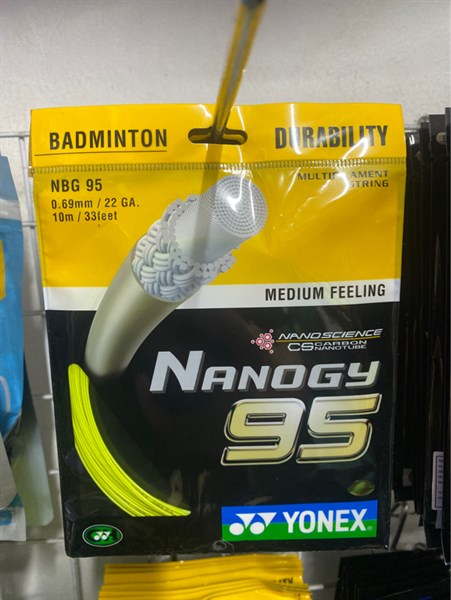 BADMINTON
DURABILITY
NBG 95
0.69mm / 22 GA.
10m / 33feet
MULTIFILAMENT
STRING
MEDIUM FEELING
NANOSCIENCE
CS CARBON
NANOTUBE
NANOGY
95
YONEX